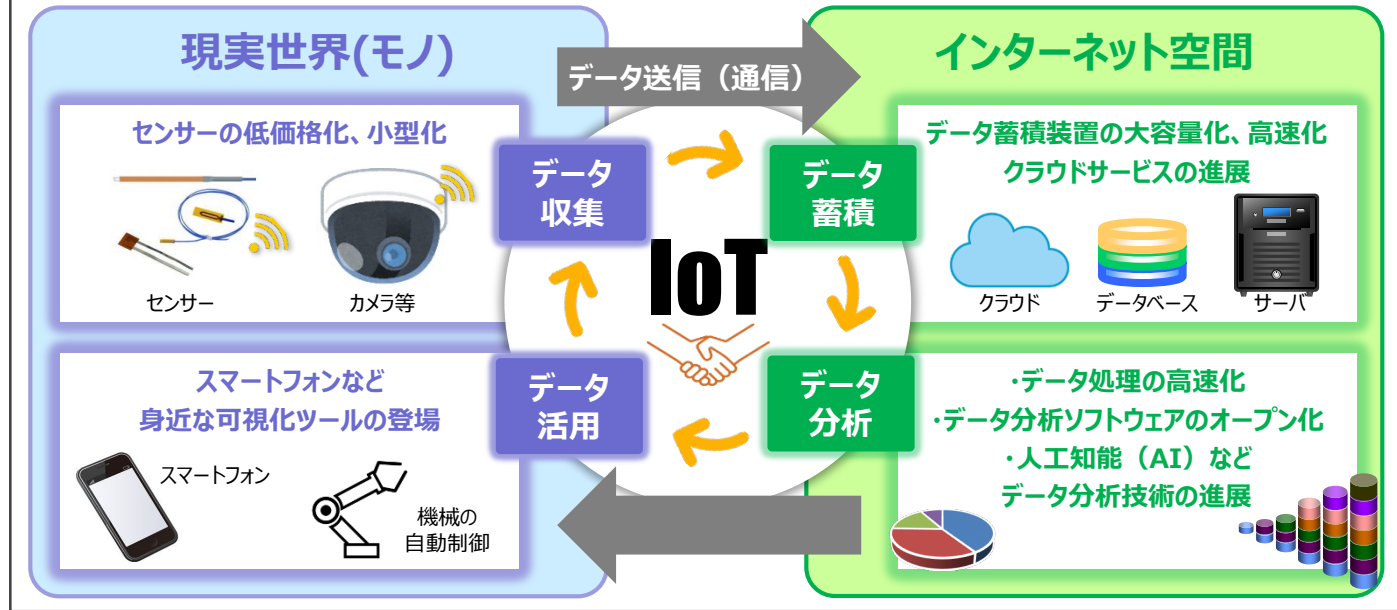 現実世界(モノ)
データ送信（通信）
インターネット空間
センサーの低価格化、小型化
センサー
カメラ等
データ
収集
データ
蓄積
データ蓄積装置の大容量化、高速化
クラウドサービスの進展
クラウド
データベース
サーバ
IoT
スマートフォンなど
身近な可視化ツールの登場
スマートフォン
機械の
自動制御
データ
活用
データ
分析
・データ処理の高速化
・データ分析ソフトウェアのオープン化
・人工知能（AI）など
データ分析技術の進展